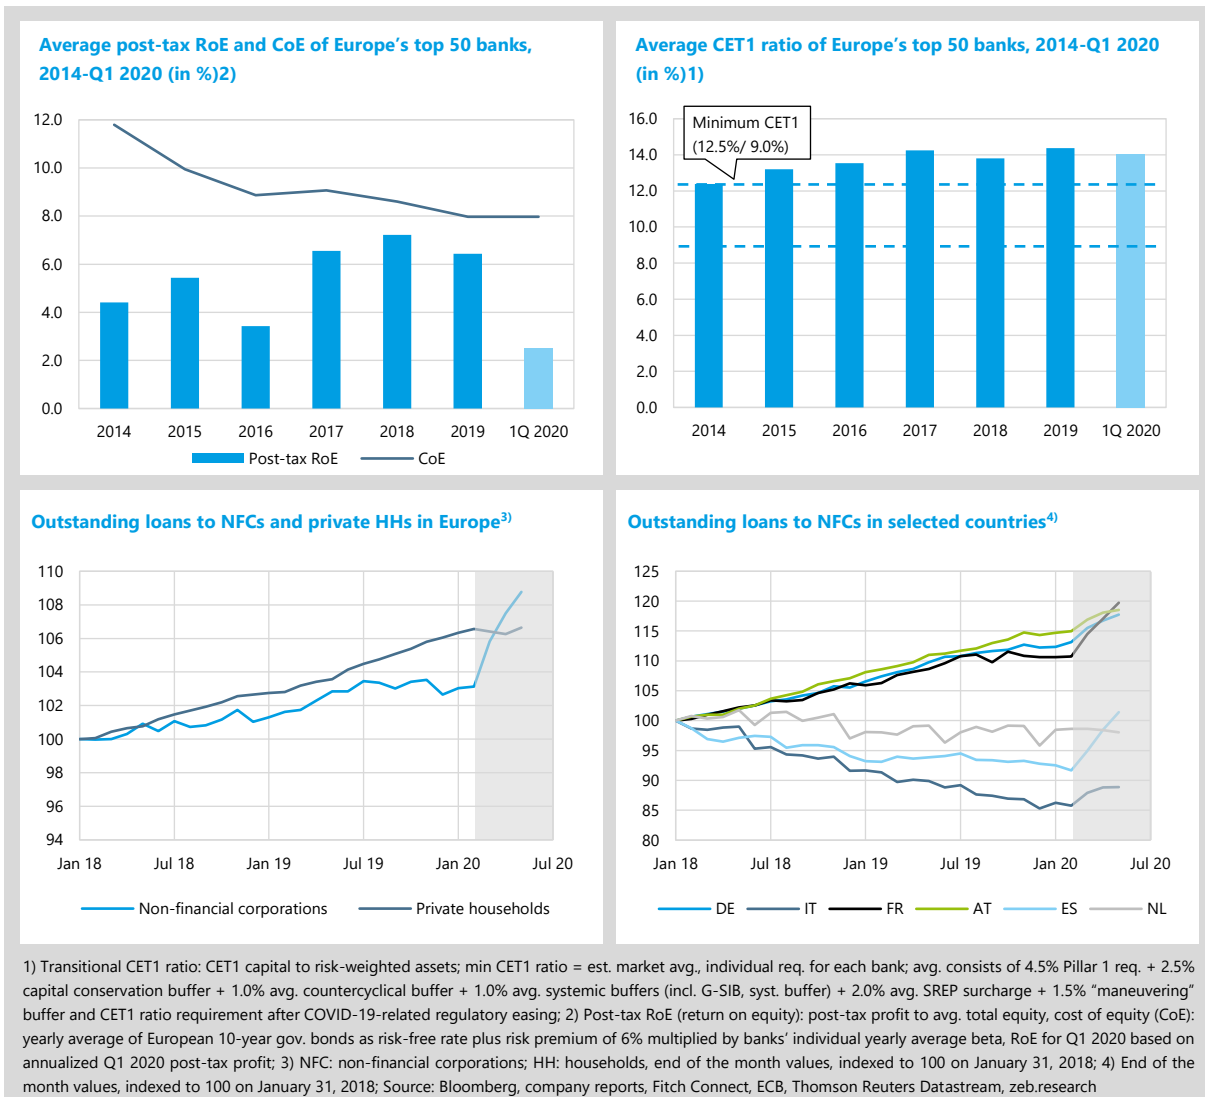 Average post-tax RoE and CoE of Europe's top 50 banks,
2014-Q1 2020 (in %)2)
12.0
10.0
8.0
6.0
4.0
2.0
0.0
2014 2015 2016 2017 2018 2019 1Q 2020
Post-tax RoE CoE
Average CET1 ratio of Europe's top 50 banks, 2014-Q1 2020
(in %)1)
16.0
14.0
12.0
10.0
8.0
6.0
4.0
2.0
0.0
Minimum CET1
(12.5%/ 9.0%)
2014 2015 2016 2017 2018 2019 1Q 2020
Outstanding loans to NFCs and private HHs in Europe3)
110
108
106
104
102
100
98
96
94
Jan 18 Jul 18 Jan 19 Jul 19 Jan 20 Jul 20
Non-financial corporations Private households
Outstanding loans to NFCs in selected countries4)
125
120
115
110
105
100
95
90
85
80
Jan 18 Jul 18 Jan 19 Jul 19 Jan 20 Jul 20
DE IT FR AT ES NL
1) Transitional CET1 ratio: CET1 capital to risk-weighted assets; min CET1 ratio = est. market avg., individual req. for each bank; avg. consists of 4.5% Pillar 1 req. + 2.5%
capital conservation buffer + 1.0% avg. countercyclical buffer + 1.0% avg. systemic buffers (incl. G-SIB, syst. buffer) + 2.0% avg. SREP surcharge + 1.5% "maneuvering"
buffer and CET1 ratio requirement after COVID-19-related regulatory easing; 2) Post-tax RoE (return on equity): post-tax profit to avg. total equity, cost of equity (CoE):
yearly average of European 10-year gov. bonds as risk-free rate plus risk premium of 6% multiplied by banks' individual yearly average beta, RoE for Q1 2020 based on
annualized Q1 2020 post-tax profit; 3) NFC: non-financial corporations; HH: households, end of the month values, indexed to 100 on January 31, 2018; 4) End of the
month values, indexed to 100 on January 31, 2018; Source: Bloomberg, company reports, Fitch Connect, ECB, Thomson Reuters Datastream, zeb.research